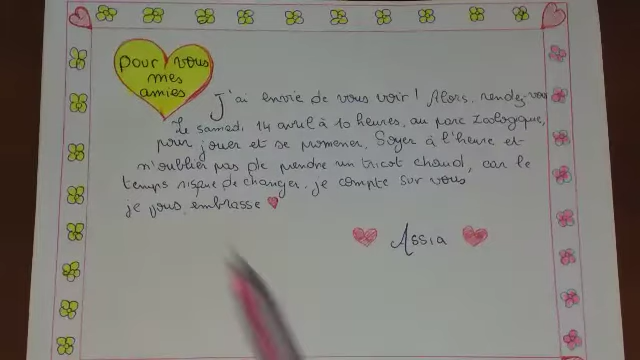 pour vous
mes
amies
J'ai envie de vous voir ! Alors, rendez-vous
Le samedi 14 avril à 10 heures, au parc zoologique,
pour jouer et se promener. Soyer à l'heure et
n'oublier pas de prendre un tricot chaud, car le
temps risque de changer. je compte sur vous
je vous embrasse
Assia